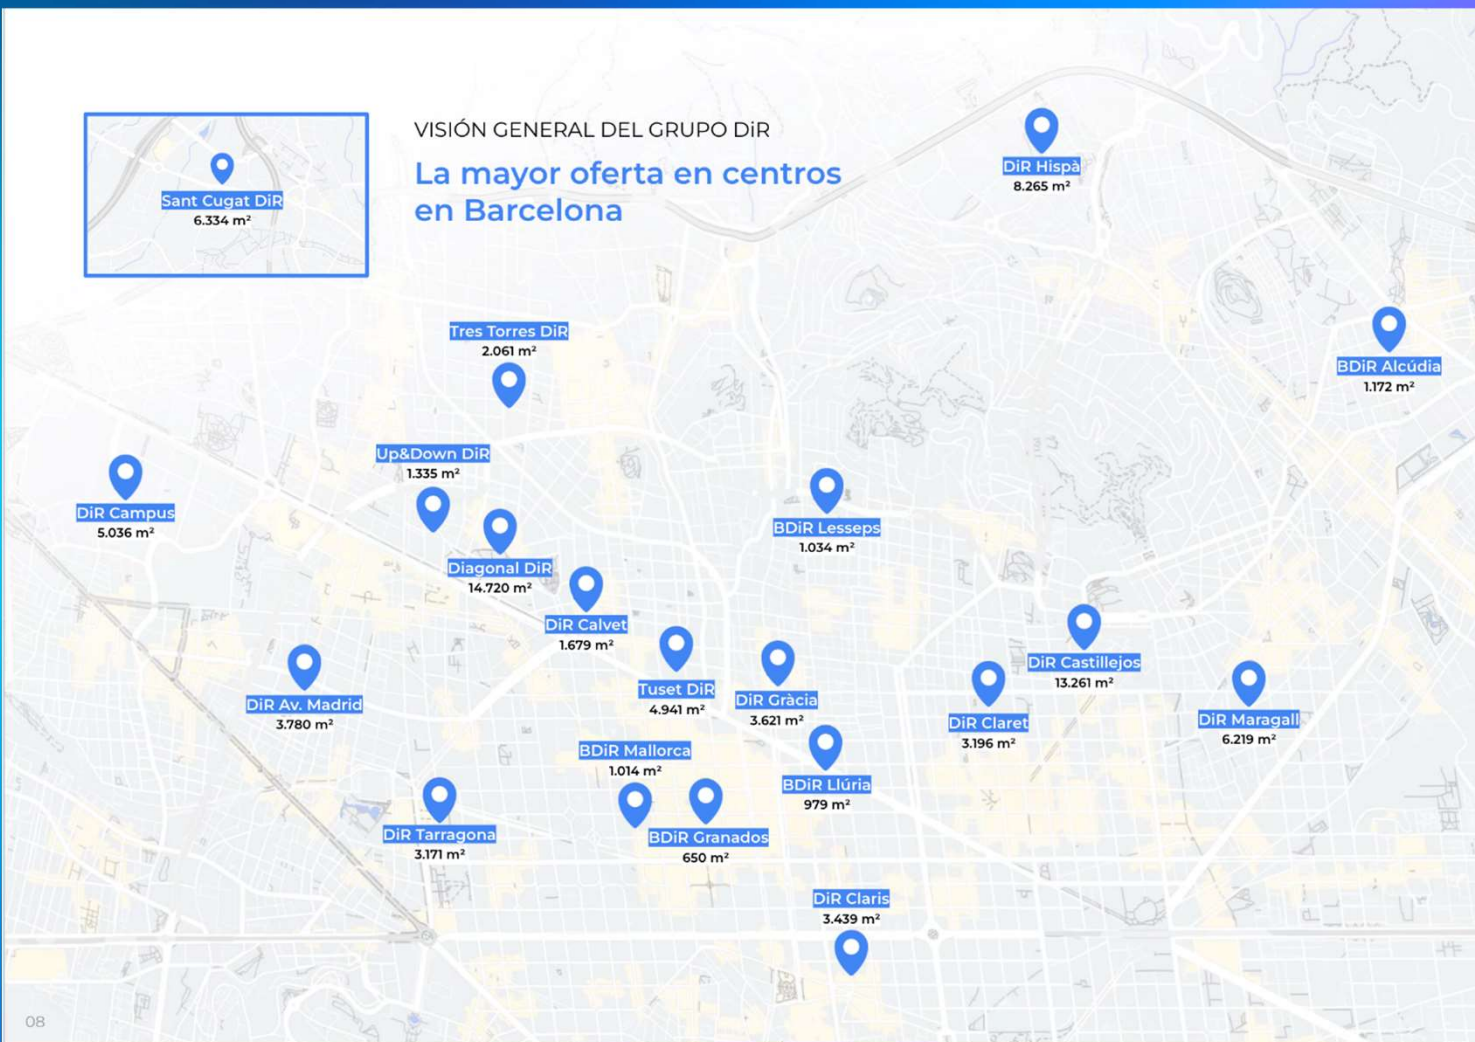 VISIÓN GENERAL DEL GRUPO DiR
La mayor oferta en centros
en Barcelona
Sant Cugat DiR
6.334 m²
DiR Hispà
8.265 m²
Tres Torres DiR
2.061 m²
BDiR Alcúdia
1.172 m²
Up&Down DiR
1.335 m²
DiR Campus
5.036 m²
BDiR Lesseps
1.034 m²
Diagonal DiR
14.720 m²
DiR Calvet
1.679 m²
DiR Castillejos
13.261 m²
Tuset DiR
4.941 m²
DiR Gràcia
3.621 m²
DiR Av. Madrid
3.780 m²
DiR Claret
3.196 m²
DiR Maragall
6.219 m²
BDiR Mallorca
1.014 m²
BDiR Llúria
979 m²
DiR Tarragona
3.171 m²
BDiR Granados
650 m²
DiR Claris
3.439 m²
08